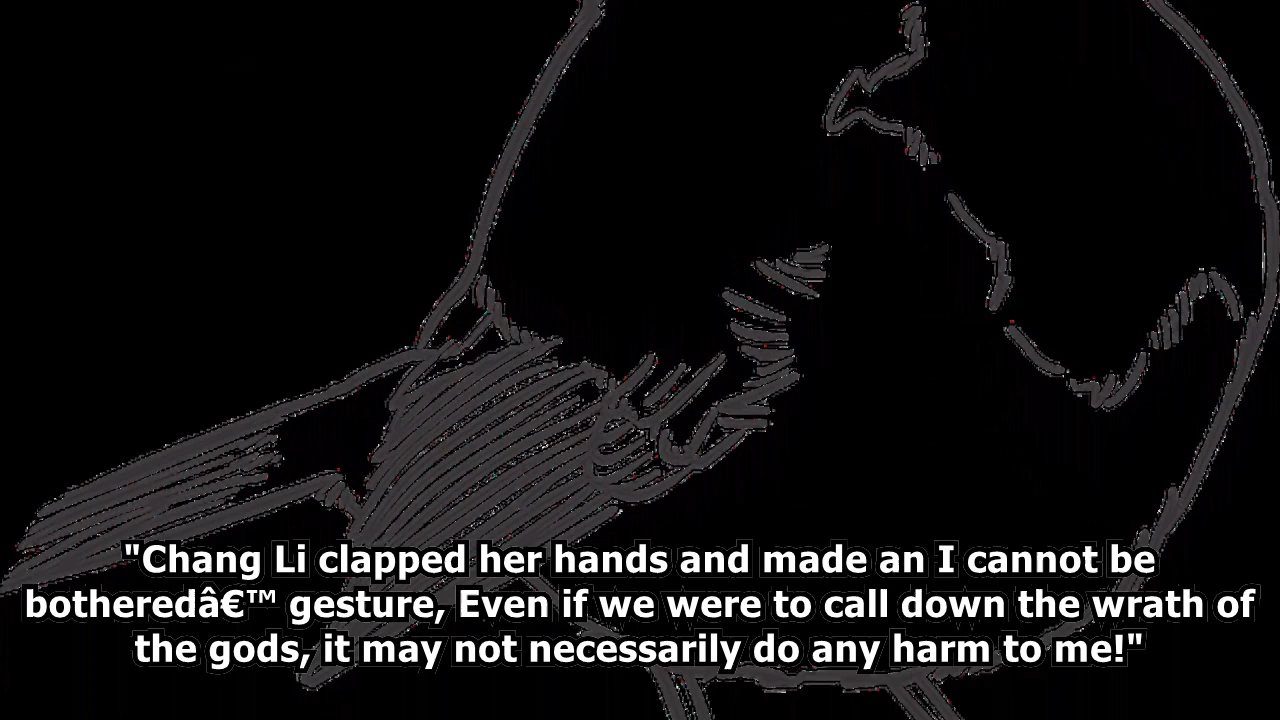 "Chang Li clapped her hands and made an I cannot be
botheredâ€™ gesture, Even if we were to call down the wrath of
the gods, it may not necessarily do any harm to me!"